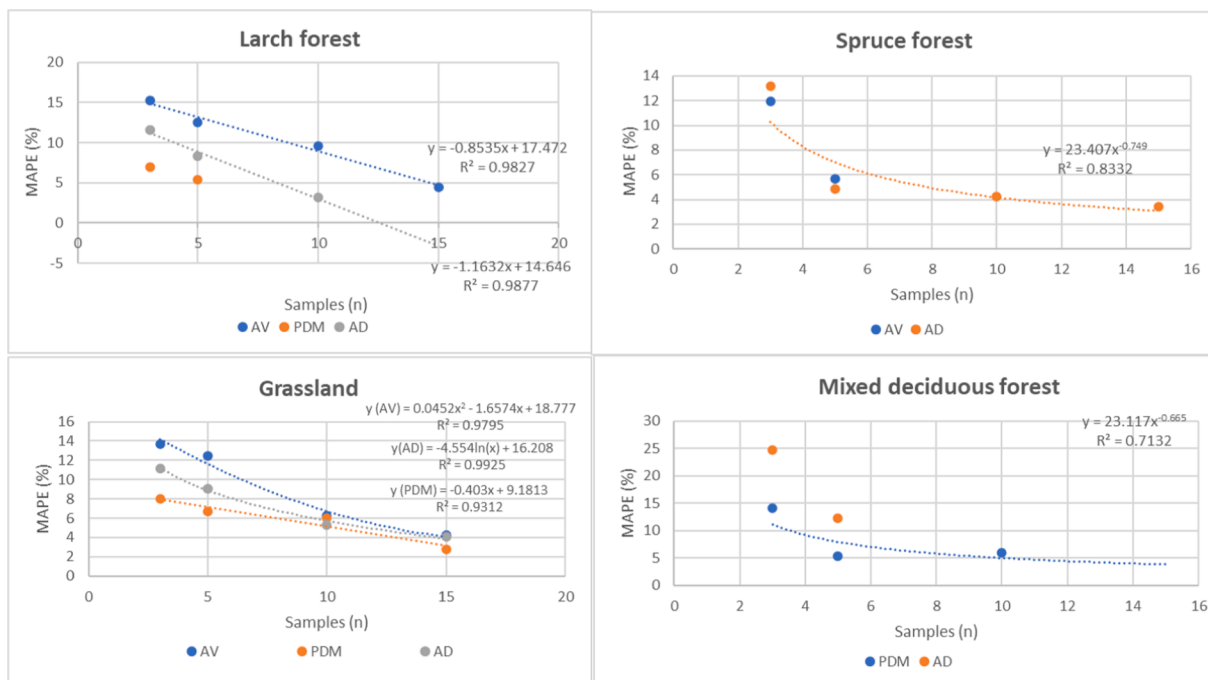 Larch forest
20
15
10
5
0
-5
MAPE (%)
0 5 10 15 20
y = -0.8535x + 17.472
R² = 0.9827
y = -1.1632x + 14.646
R² = 0.9877
Samples (n)
AV PDM AD
Spruce forest
14
12
10
8
6
4
2
0
MAPE (%)
y = 23.407x^-0.749
R² = 0.8332
0 2 4 6 8 10 12 14 16
Samples (n)
AV AD
Grassland
16
14
12
10
8
6
4
2
0
MAPE (%)
y (AV) = 0.0452x² - 1.6574x + 18.777
R² = 0.9795
y(AD) = -4.554ln(x) + 16.208
R² = 0.9925
y (PDM) = -0.403x + 9.1813
R² = 0.9312
0 5 10 15 20
Samples (n)
AV PDM AD
Mixed deciduous forest
30
25
20
15
10
5
0
MAPE (%)
y = 23.117x^-0.665
R² = 0.7132
0 2 4 6 8 10 12 14 16
Samples (n)
PDM AD